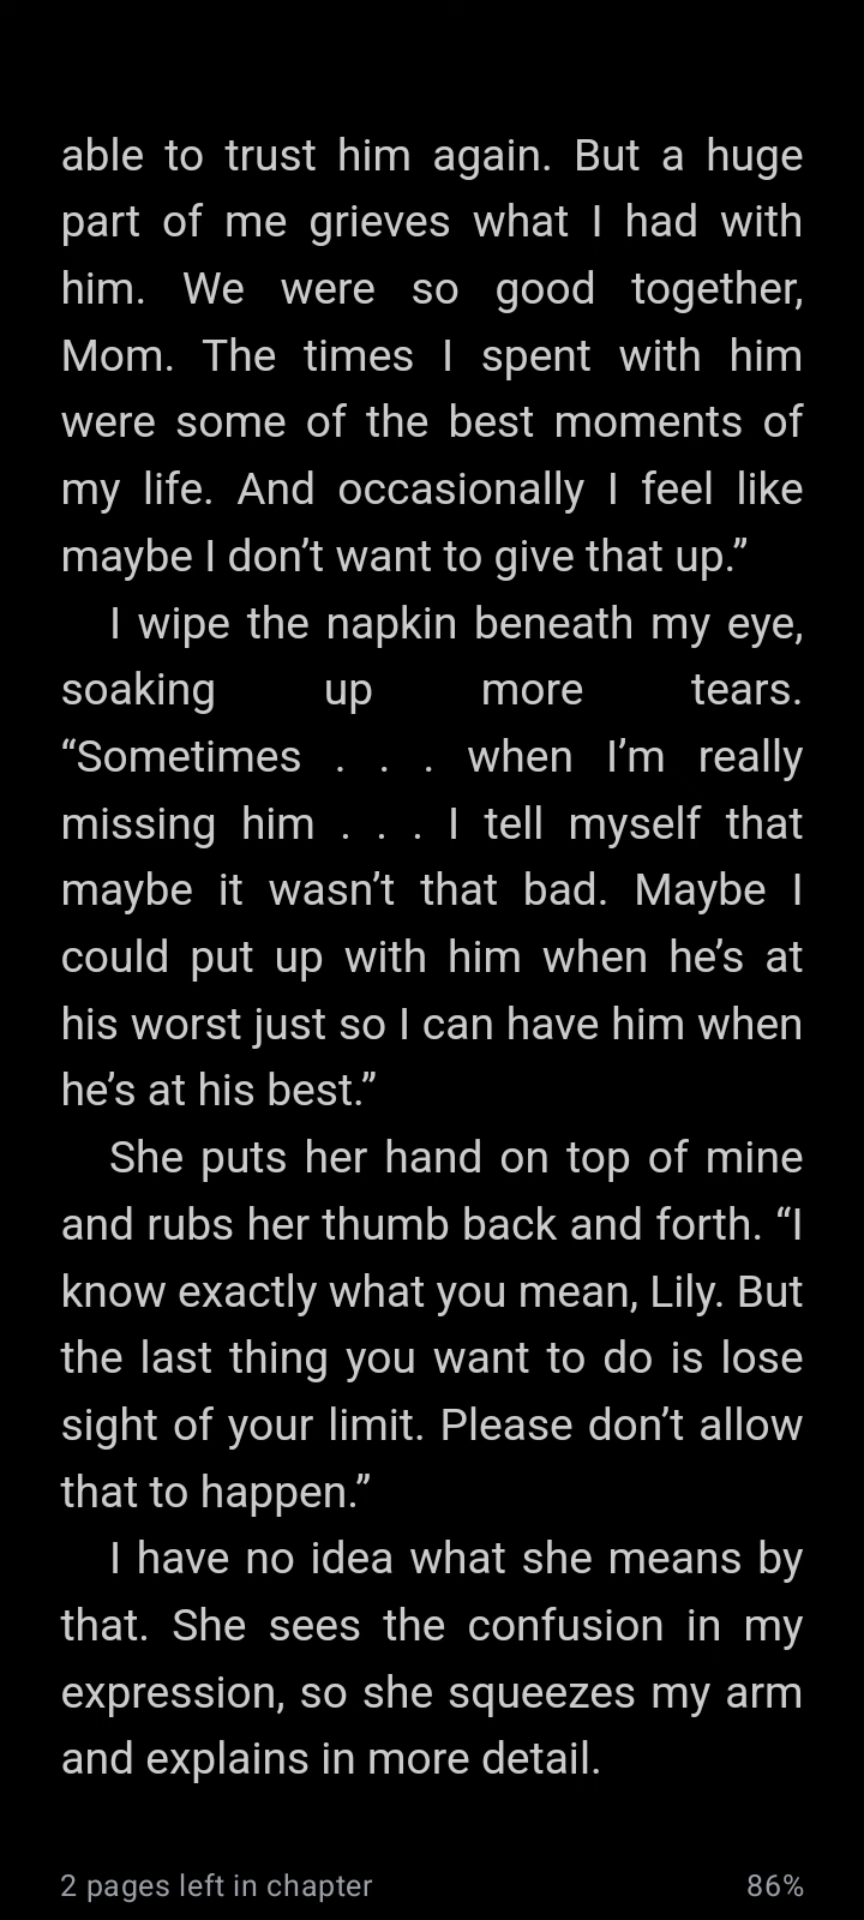 able to trust him again. But a huge
part of me grieves what I had with
him. We were so good together,
Mom. The times I spent with him
were some of the best moments of
my life. And occasionally I feel like
maybe I don’t want to give that up.”
I wipe the napkin beneath my eye,
soaking up more tears.
“Sometimes . . . when I’m really
missing him . . . I tell myself that
maybe it wasn’t that bad. Maybe I
could put up with him when he’s at
his worst just so I can have him when
he’s at his best.”
She puts her hand on top of mine
and rubs her thumb back and forth. “I
know exactly what you mean, Lily. But
the last thing you want to do is lose
sight of your limit. Please don’t allow
that to happen.”
I have no idea what she means by
that. She sees the confusion in my
expression, so she squeezes my arm
and explains in more detail.
2 pages left in chapter 86%